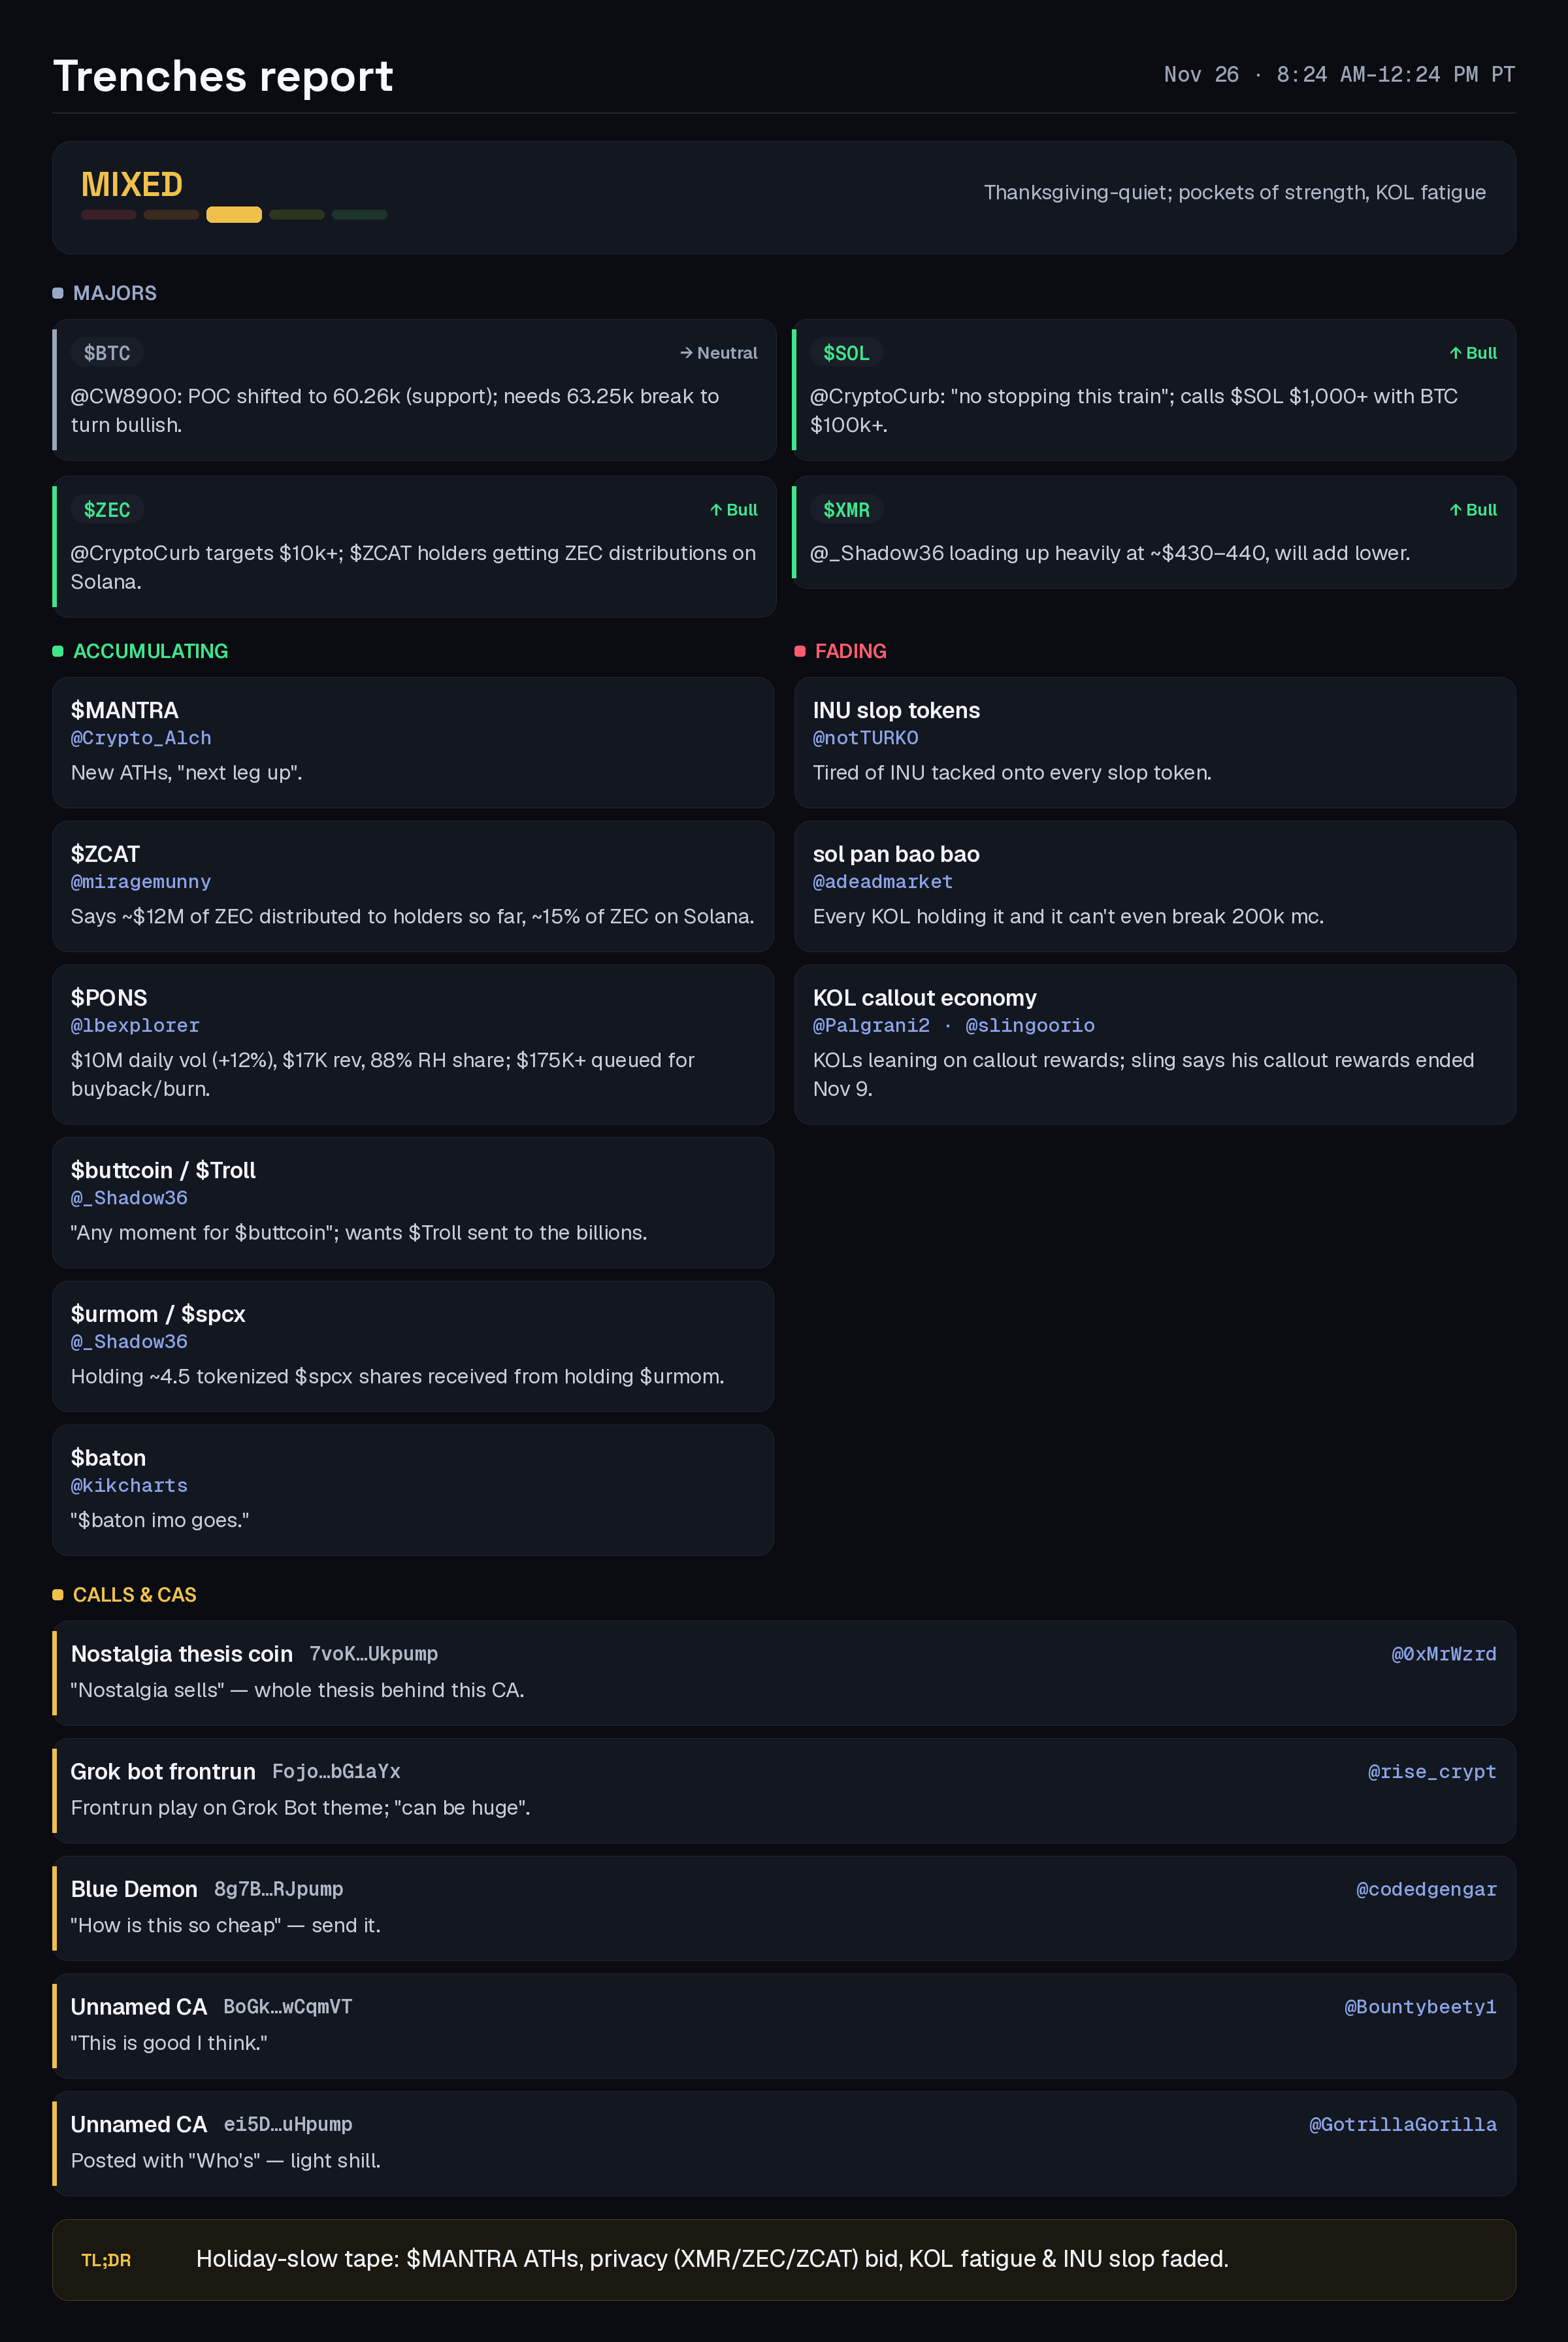 Trenches report
Nov 26 · 8:24 AM–12:24 PM PT
MIXED
Thanksgiving-quiet; pockets of strength, KOL fatigue
MAJORS
$BTC
→ Neutral
@CW8900: POC shifted to 60.26k (support); needs 63.25k break to
turn bullish.
$SOL
↑ Bull
@CryptoCurb: "no stopping this train"; calls $SOL $1,000+ with BTC
$100k+.
$ZEC
↑ Bull
@CryptoCurb targets $10k+; $ZCAT holders getting ZEC distributions on
Solana.
$XMR
↑ Bull
@_Shadow36 loading up heavily at ~$430–440, will add lower.
ACCUMULATING
$MANTRA
@Crypto_Alch
New ATHs, "next leg up".
$ZCAT
@miragemunny
Says ~$12M of ZEC distributed to holders so far, ~15% of ZEC on Solana.
$PONS
@lbexplorer
$10M daily vol (+12%), $17K rev, 88% RH share; $175K+ queued for
buyback/burn.
$buttcoin / $Troll
@_Shadow36
"Any moment for $buttcoin"; wants $Troll sent to the billions.
$urmom / $spcx
@_Shadow36
Holding ~4.5 tokenized $spcx shares received from holding $urmom.
$baton
@kikcharts
"$baton imo goes."
FADING
INU slop tokens
@notTURKO
Tired of INU tacked onto every slop token.
sol pan bao bao
@adeadmarket
Every KOL holding it and it can't even break 200k mc.
KOL callout economy
@Palgrani2 · @slingoorio
KOLs leaning on callout rewards; sling says his callout rewards ended
Nov 9.
CALLS & CAS
Nostalgia thesis coin 7voK…Ukpump
@0xMrWzrd
"Nostalgia sells" — whole thesis behind this CA.
Grok bot frontrun Fojo…bG1aYx
@rise_crypt
Frontrun play on Grok Bot theme; "can be huge".
Blue Demon 8g7B…RJpump
@codedgengar
"How is this so cheap" — send it.
Unnamed CA BoGk…wCqmVT
@Bountybeety1
"This is good I think."
Unnamed CA ei5D…uHpump
@GotrillaGorilla
Posted with "Who's" — light shill.
TL;DR
Holiday-slow tape: $MANTRA ATHs, privacy (XMR/ZEC/ZCAT) bid, KOL fatigue & INU slop faded.